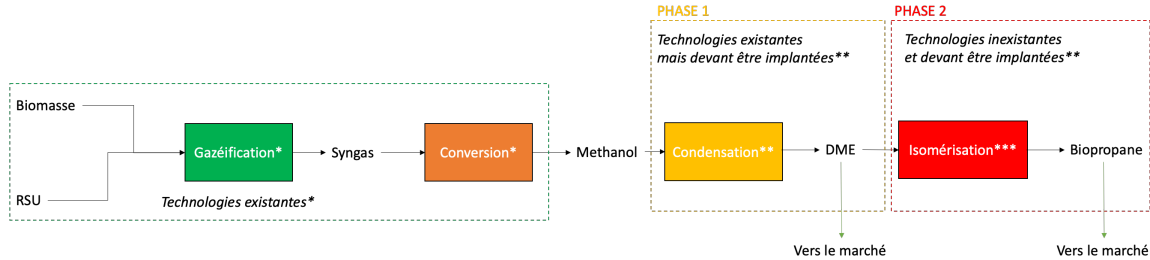 PHASE 1
Technologies existantes
mais devant être implantées**
PHASE 2
Technologies inexistantes
et devant être implantées**
Biomasse
RSU
Gazéification*
Technologies existantes*
Syngas
Conversion*
Methanol
Condensation**
DME
Isomérisation***
Biopropane
Vers le marché
Vers le marché